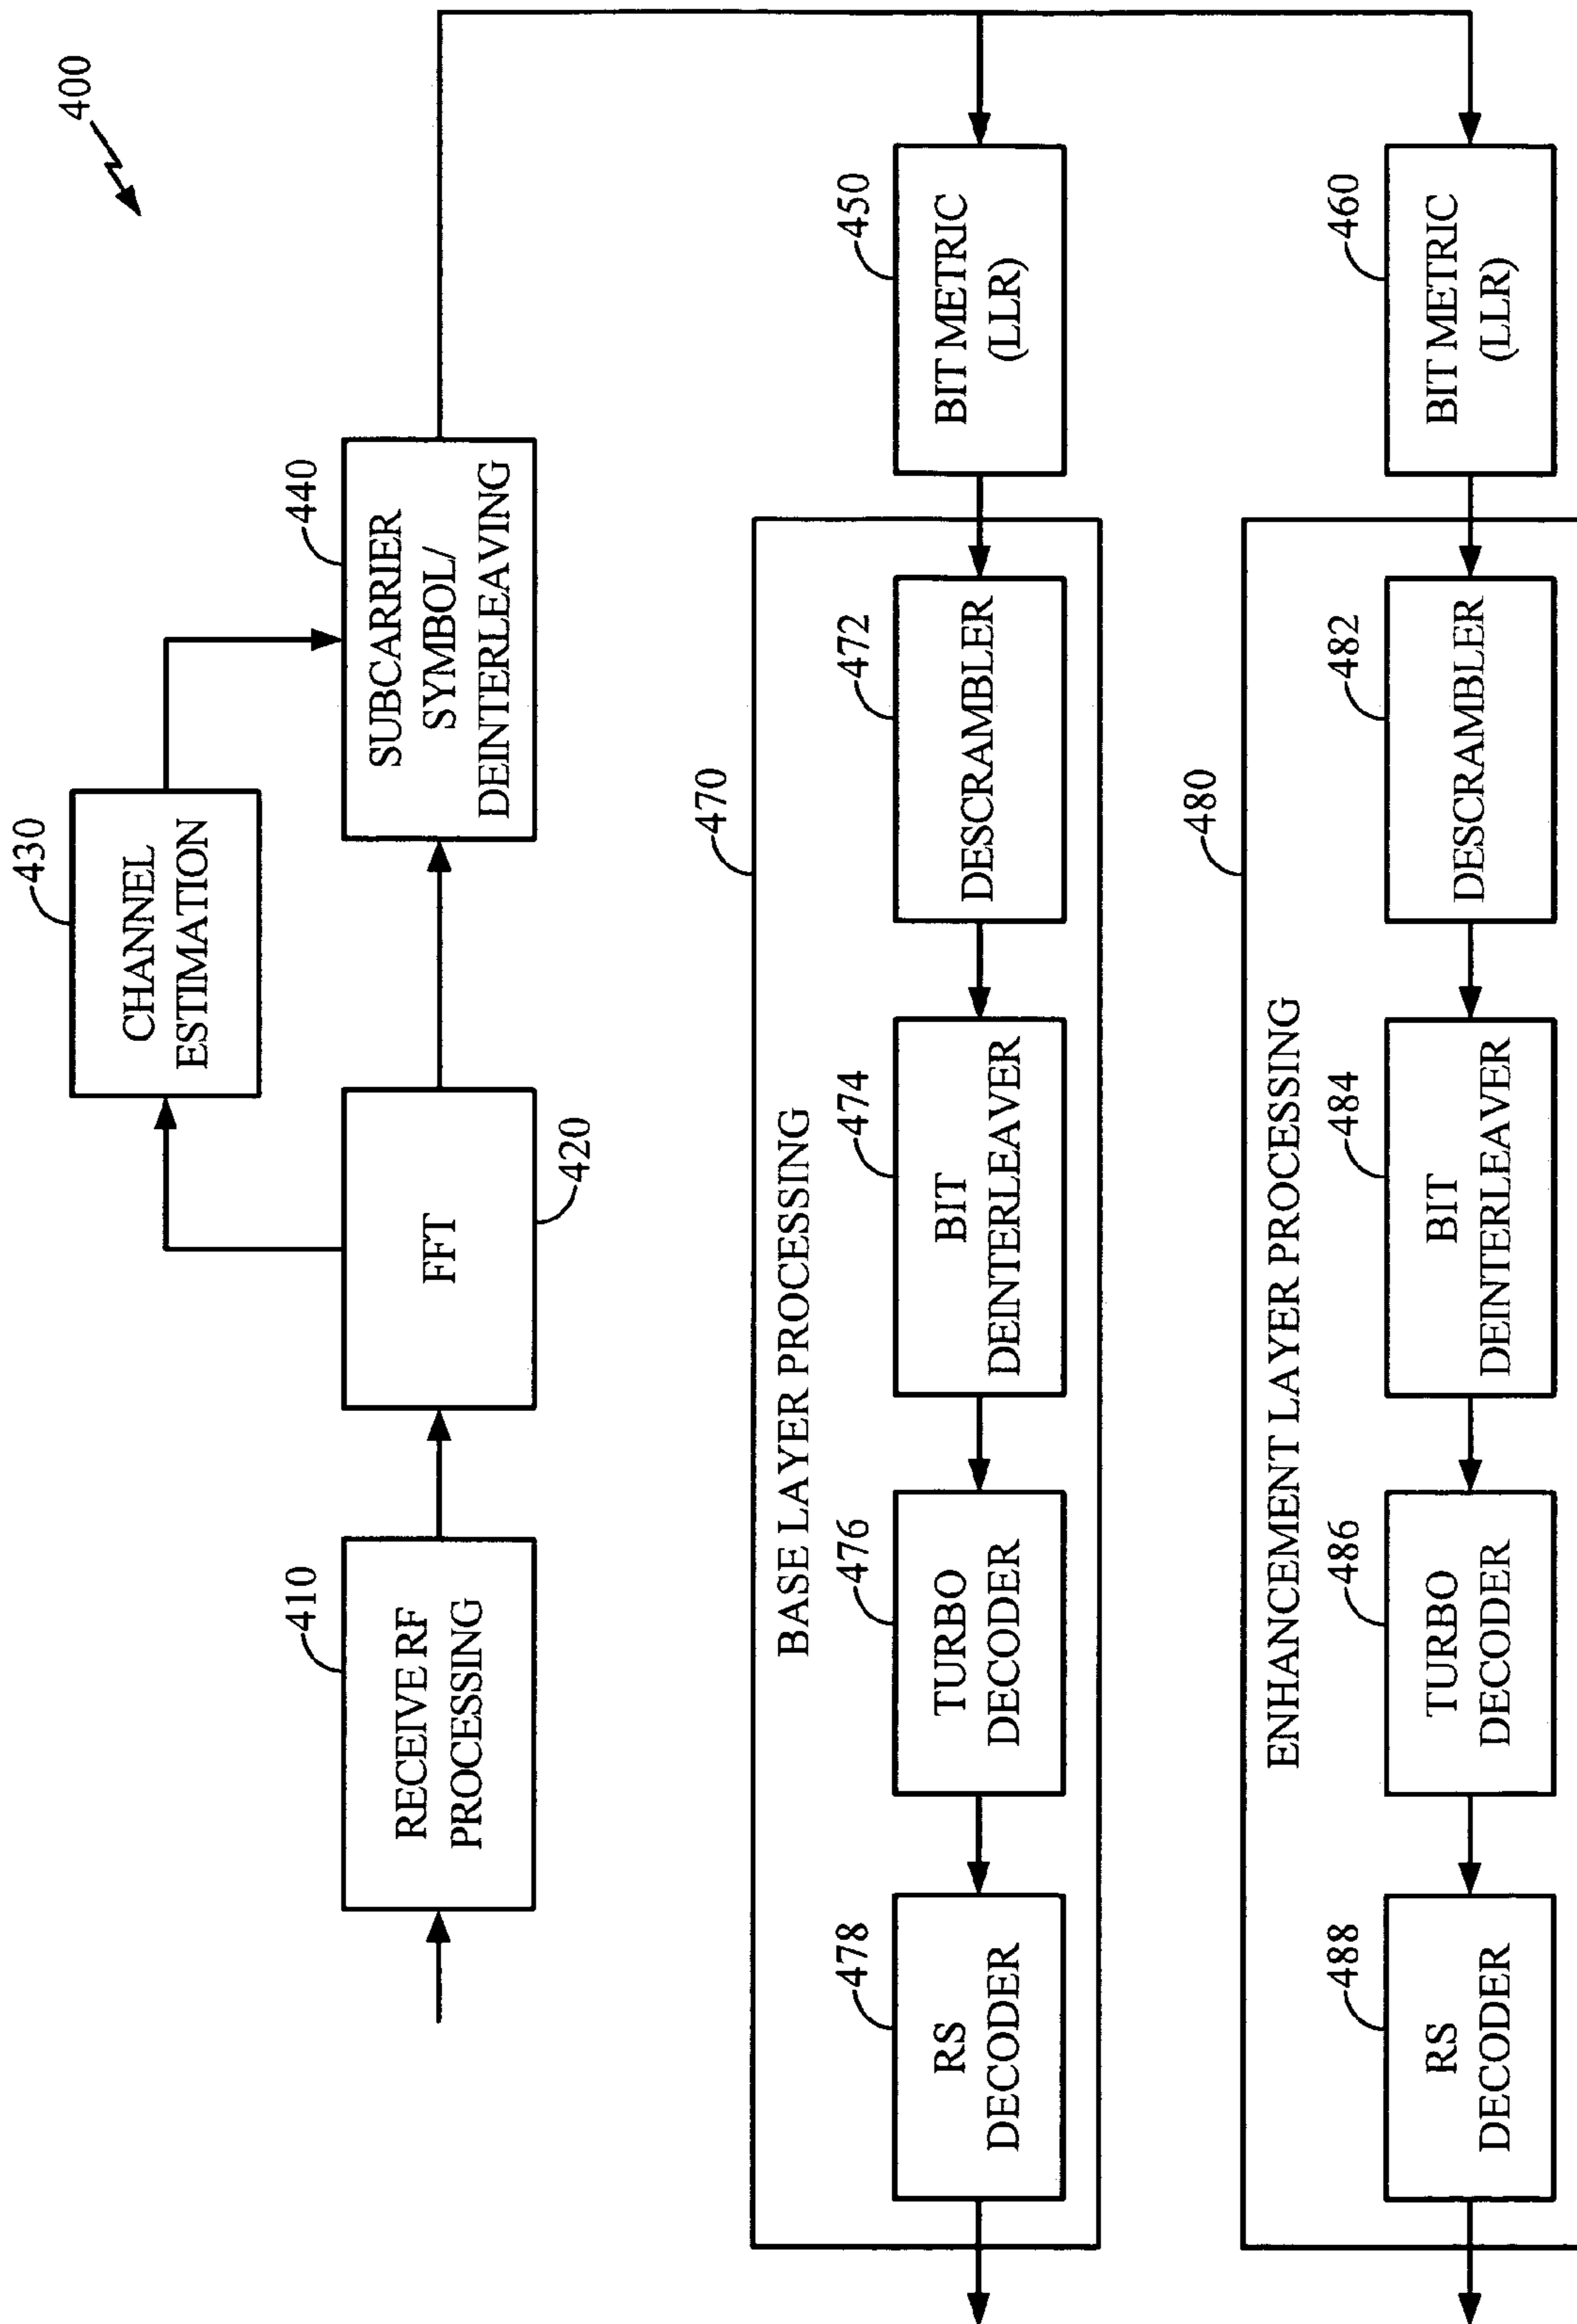 400
430
CHANNEL
ESTIMATION
410
RECEIVE RF
PROCESSING
FFT
420
440
SUBCARRIER
SYMBOL/
DEINTERLEAVING
470
BASE LAYER PROCESSING
478
RS
DECODER
476
TURBO
DECODER
474
BIT
DEINTERLEAVER
472
DESCRAMBLER
450
BIT METRIC
(LLR)
480
ENHANCEMENT LAYER PROCESSING
488
RS
DECODER
486
TURBO
DECODER
484
BIT
DEINTERLEAVER
482
DESCRAMBLER
460
BIT METRIC
(LLR)